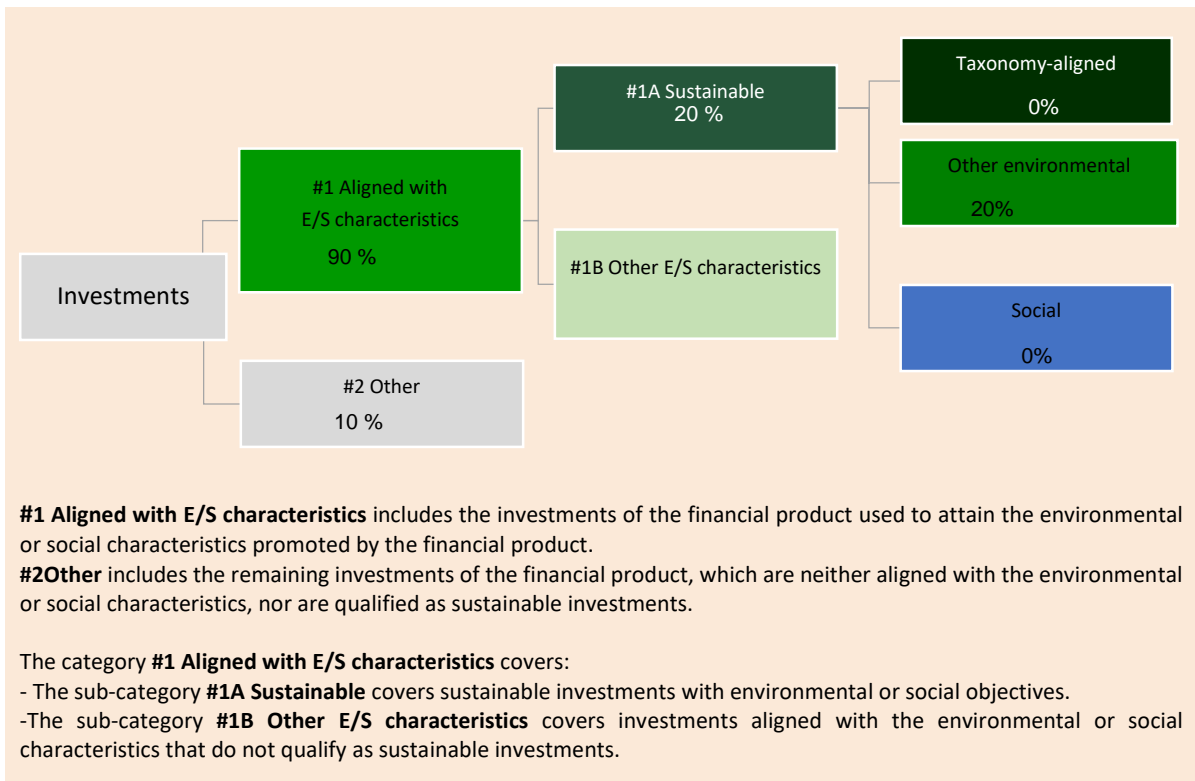 Investments
#1 Aligned with
E/S characteristics
90 %
#2 Other
10 %
#1A Sustainable
20 %
#1B Other E/S characteristics
Taxonomy-aligned
0%
Other environmental
20%
Social
0%
#1 Aligned with E/S characteristics includes the investments of the financial product used to attain the environmental
or social characteristics promoted by the financial product.
#2Other includes the remaining investments of the financial product, which are neither aligned with the environmental
or social characteristics, nor are qualified as sustainable investments.
The category #1 Aligned with E/S characteristics covers:
- The sub-category #1A Sustainable covers sustainable investments with environmental or social objectives.
-The sub-category #1B Other E/S characteristics covers investments aligned with the environmental or social
characteristics that do not qualify as sustainable investments.